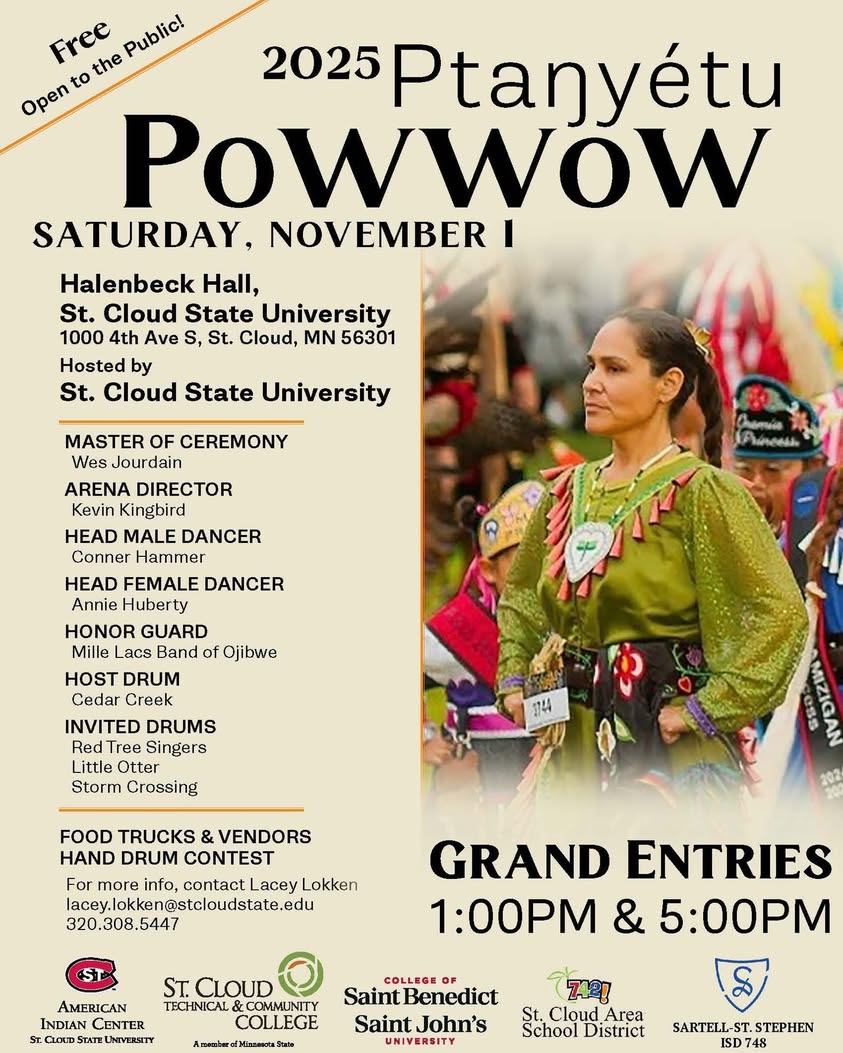 Free
Open to the Public!
2025 Ptaŋyétu
PoWWoW
SATURDAY, NOVEMBER 1
Halenbeck Hall,
St. Cloud State University
1000 4th Ave S, St. Cloud, MN 56301
Hosted by
St. Cloud State University
MASTER OF CEREMONY
Wes Jourdain
ARENA DIRECTOR
Kevin Kingbird
HEAD MALE DANCER
Conner Hammer
HEAD FEMALE DANCER
Annie Huberty
HONOR GUARD
Mille Lacs Band of Ojibwe
HOST DRUM
Cedar Creek
INVITED DRUMS
Red Tree Singers
Little Otter
Storm Crossing
FOOD TRUCKS & VENDORS
HAND DRUM CONTEST
For more info, contact Lacey Lokken
lacey.lokken@stcloudstate.edu
320.308.5447
Princess
3744
GRAND ENTRIES
1:00PM & 5:00PM
ST
AMERICAN
INDIAN CENTER
ST. CLOUD STATE UNIVERSITY
ST. CLOUD
TECHNICAL & COMMUNITY
COLLEGE
A member of Minnesota State
COLLEGE OF
Saint Benedict
Saint John's
UNIVERSITY
742!
St. Cloud Area
School District
S
SARTELL-ST. STEPHEN
ISD 748